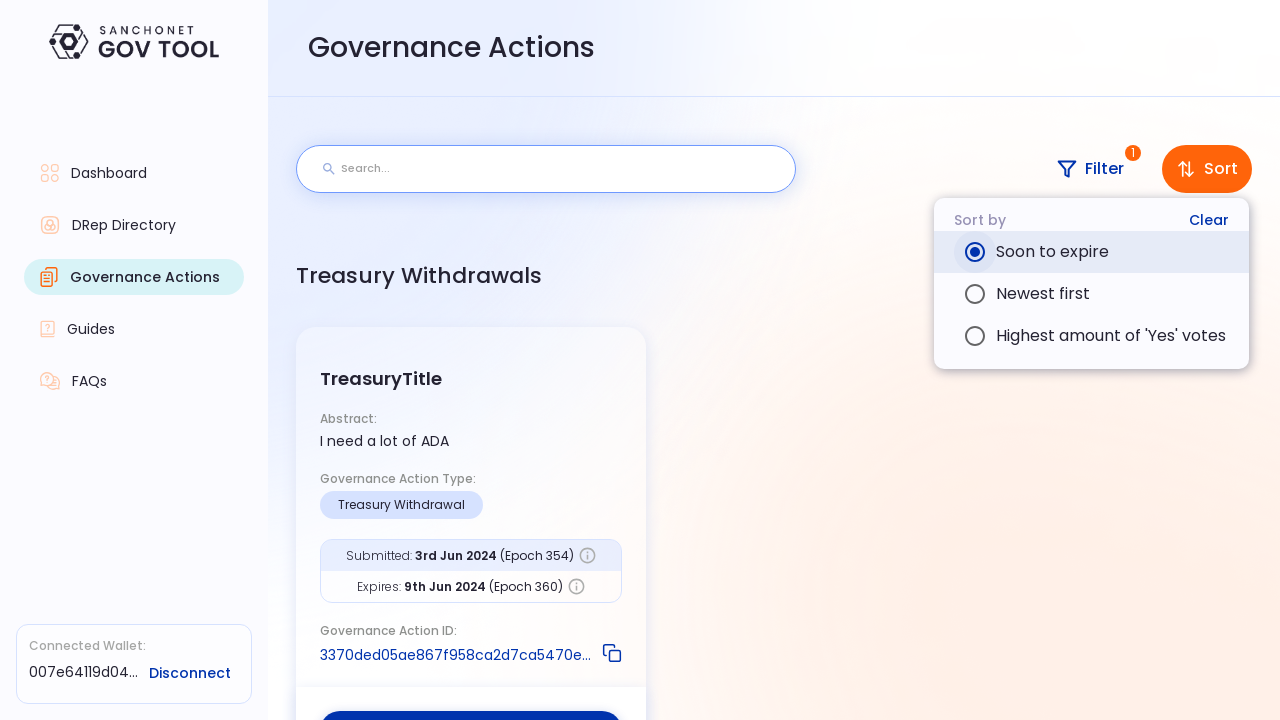 SANCHONET
GOV TOOL
Governance Actions
Dashboard
DRep Directory
Governance Actions
Guides
FAQs
Connected Wallet:
007e64119d04...
Disconnect
Search...
Filter
1
Sort
Sort by
Clear
Soon to expire
Newest first
Highest amount of 'Yes' votes
Treasury Withdrawals
TreasuryTitle
Abstract:
I need a lot of ADA
Governance Action Type:
Treasury Withdrawal
Submitted: 3rd Jun 2024 (Epoch 354)
Expires: 9th Jun 2024 (Epoch 360)
Governance Action ID:
3370ded05ae867f958ca2d7ca5470e...